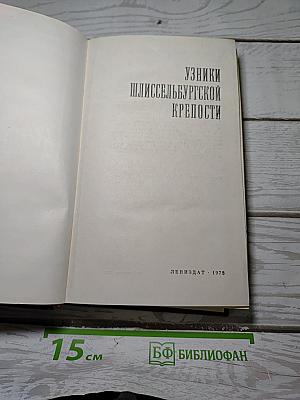 УЗНИКИ
ШЛИССЕЛЬБУРГСКОЙ
КРЕПОСТИ
ЛЕНИЗДАТ · 1978
15 см
БФ БИБЛИОФАН